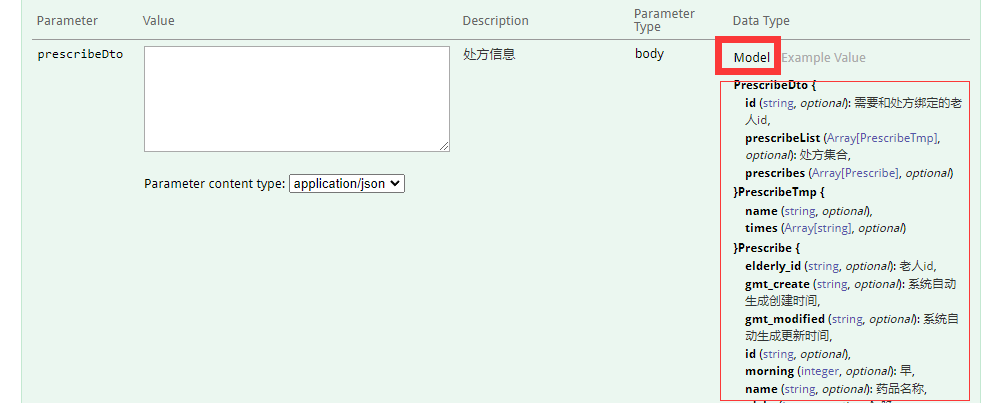 Parameter Value Description Parameter Type Data Type
prescribeDto 处方信息 body Model Example Value
PrescribeDto {
id (string, optional): 需要和处方绑定的老
人id,
prescribeList (Array[PrescribeTmp],
optional): 处方集合,
prescribes (Array[Prescribe], optional)
}PrescribeTmp {
name (string, optional),
times (Array[string], optional)
}Prescribe {
elderly_id (string, optional): 老人id,
gmt_create (string, optional): 系统自动
生成创建时间,
gmt_modified (string, optional): 系统自
动生成更新时间,
id (string, optional),
morning (integer, optional): 早,
name (string, optional): 药品名称,
Parameter content type: application/json